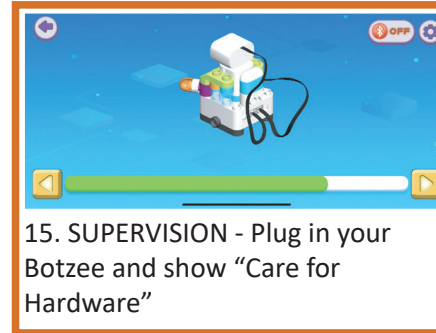 OFF
15. SUPERVISION - Plug in your
Botzee and show “Care for
Hardware”